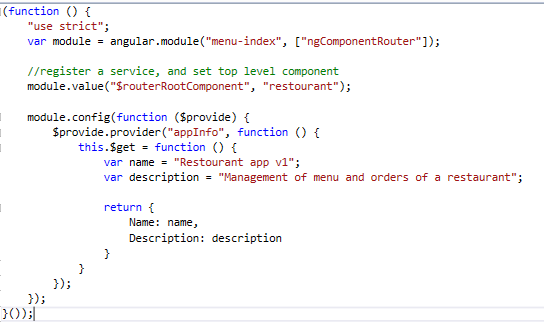 (function () {
    "use strict";
    var module = angular.module("menu-index", ["ngComponentRouter"]);

    //register a service, and set top level component
    module.value("$routerRootComponent", "restourant");

    module.config(function ($provide) {
        $provide.provider("appInfo", function () {
            this.$get = function () {
                var name = "Restourant app v1";
                var description = "Management of menu and orders of a restaurant";

                return {
                    Name: name,
                    Description: description
                }
            }
        });
    });
}());